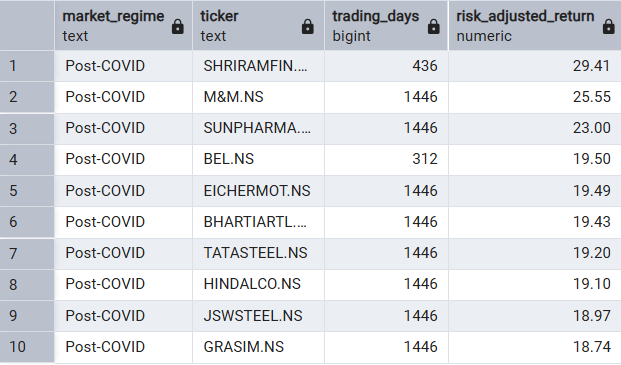 market_regime ticker trading_days risk_adjusted_return
text text bigint numeric
1 Post-COVID SHRIRAMFIN.… 436 29.41
2 Post-COVID M&M.NS 1446 25.55
3 Post-COVID SUNPHARMA.… 1446 23.00
4 Post-COVID BEL.NS 312 19.50
5 Post-COVID EICHERMOT.NS 1446 19.49
6 Post-COVID BHARTIARTL.… 1446 19.43
7 Post-COVID TATASTEEL.NS 1446 19.20
8 Post-COVID HINDALCO.NS 1446 19.10
9 Post-COVID JSWSTEEL.NS 1446 18.97
10 Post-COVID GRASIM.NS 1446 18.74